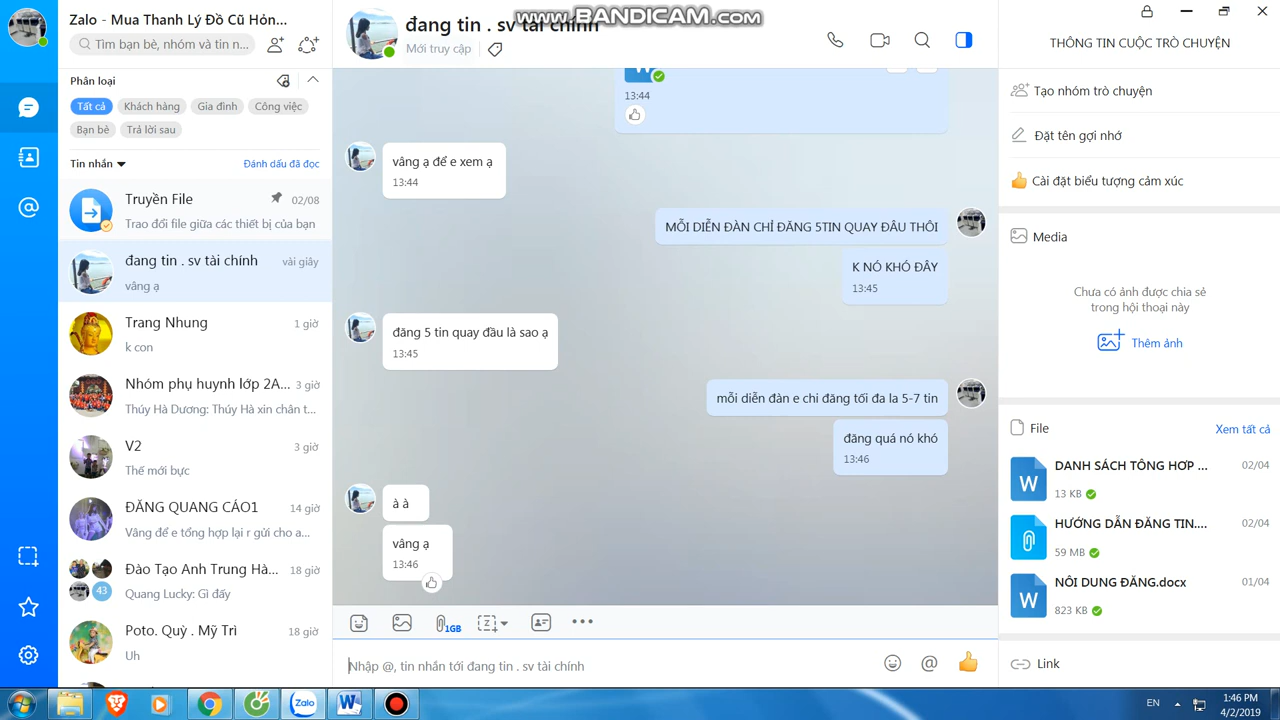 www.BANDICAM.com
Zalo - Mua Thanh Lý Đồ Cũ Hỏn...
Tìm bạn bè, nhóm và tin n...
Phân loại
Tất cả Khách hàng Gia đình Công việc
Bạn bè Trả lời sau
Tin nhắn Đánh dấu đã đọc
Truyền File 02/08
Trao đổi file giữa các thiết bị của bạn
đang tin . sv tài chính vài giây
vâng ạ
Trang Nhung 1 giờ
k con
Nhóm phụ huynh lớp 2A... 3 giờ
Thúy Hà Dương: Thúy Hà xin chân t...
V2 3 giờ
Thế mới bực
ĐĂNG QUANG CÁO1 14 giờ
Vâng để e tổng hợp lại r gửi cho a...
Đào Tạo Anh Trung Hà... 18 giờ
43
Quang Lucky: Gì đấy
Poto. Quỳ . Mỹ Trì 18 giờ
Uh
đang tin . sv tài chính
Mới truy cập
W
13:44
vâng ạ để e xem ạ
13:44
MỖI DIỄN ĐÀN CHỈ ĐĂNG 5TIN QUAY ĐẦU THÔI
K NÓ KHÓ ĐẤY
13:45
đăng 5 tin quay đầu là sao ạ
13:45
mỗi diễn đàn e chi đăng tối đa la 5-7 tin
đăng quá nó khó
13:46
à à
vâng ạ
13:46
1GB
Nhập @, tin nhắn tới đang tin . sv tài chính
THÔNG TIN CUỘC TRÒ CHUYỆN
Tạo nhóm trò chuyện
Đặt tên gợi nhớ
Cài đặt biểu tượng cảm xúc
Media
Chưa có ảnh được chia sẻ
trong hội thoại này
Thêm ảnh
File Xem tất cả
W DANH SÁCH TÔNG HƠP ... 02/04
13 KB
HƯỚNG DẪN ĐĂNG TIN.... 02/04
59 MB
W NÔI DUNG ĐĂNG.docx 01/04
823 KB
Link
Zalo
W
EN
1:46 PM
4/2/2019